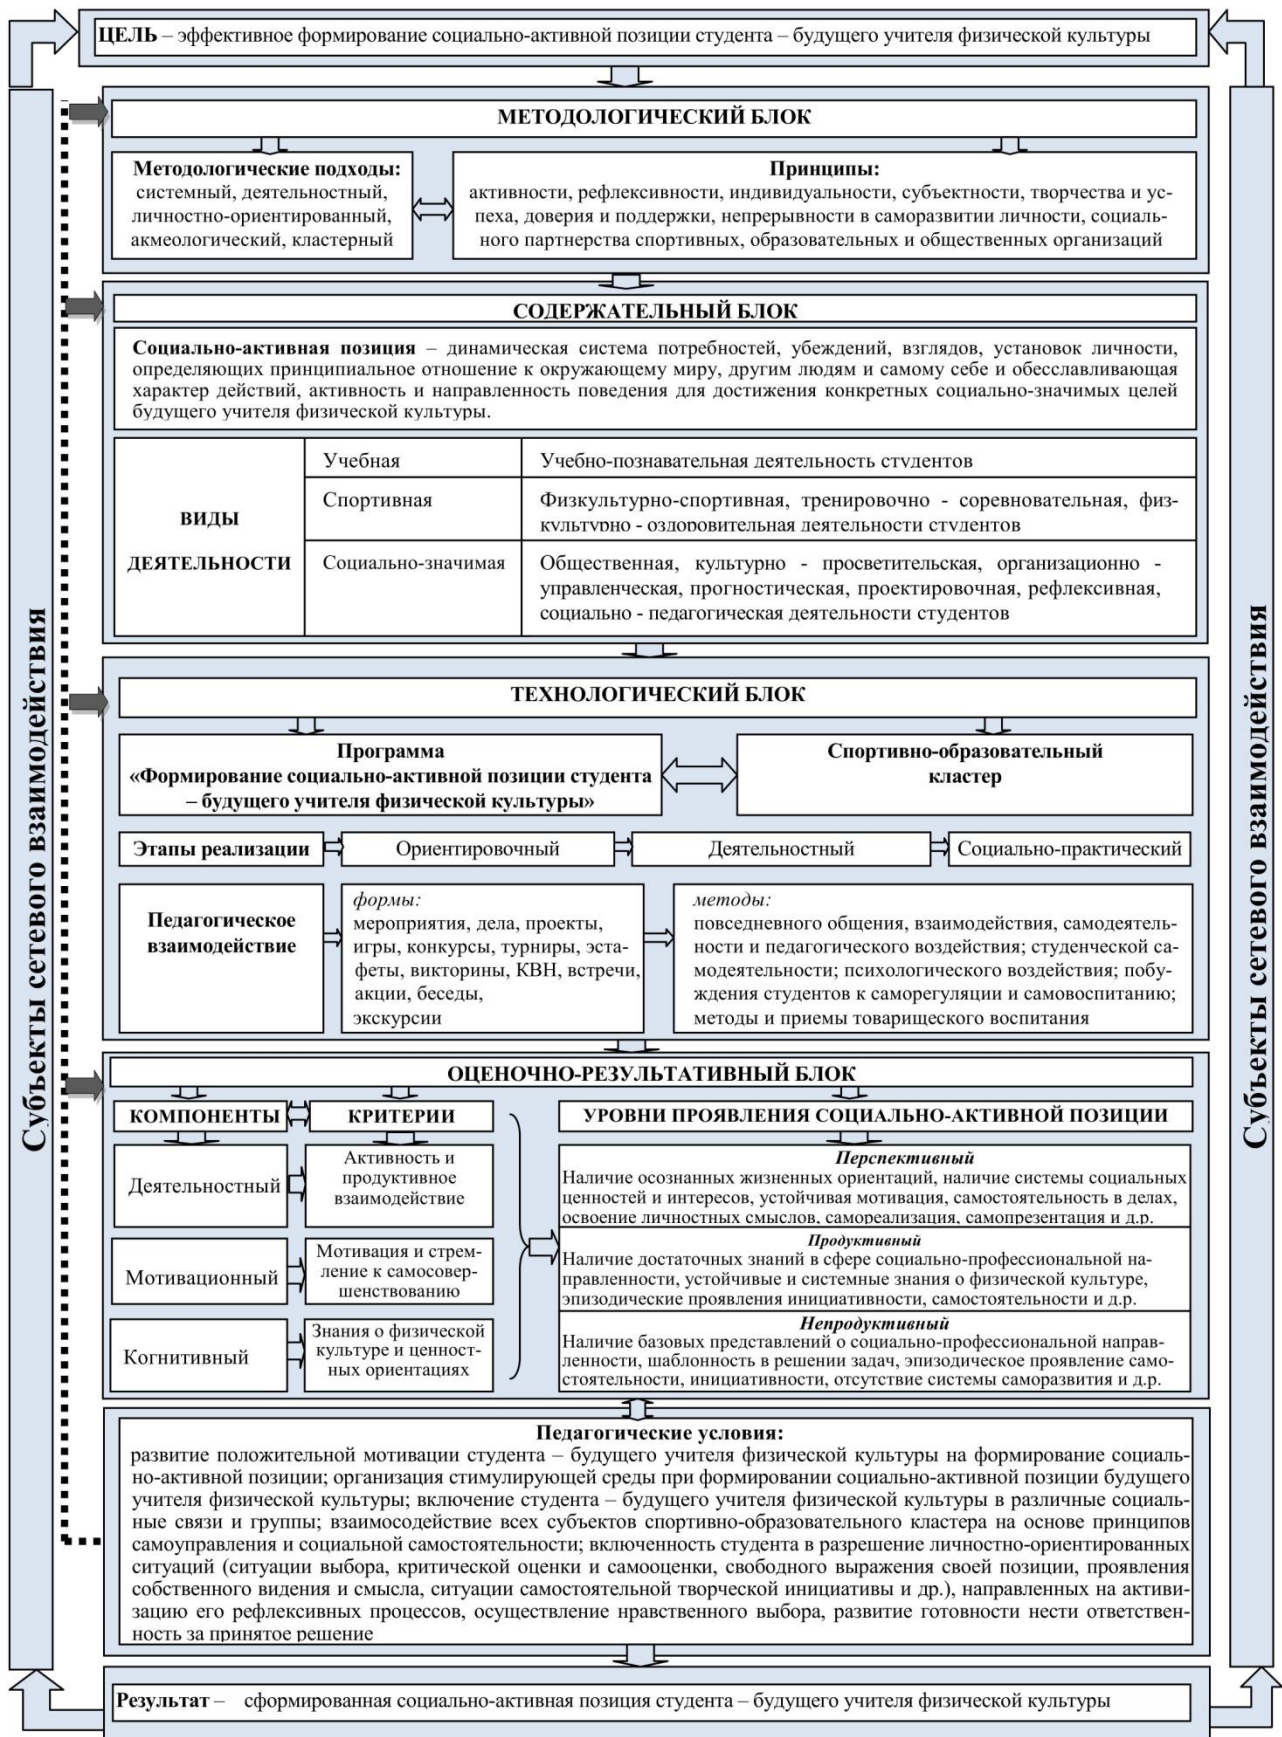 ЦЕЛЬ – эффективное формирование социально-активной позиции студента – будущего учителя физической культуры
МЕТОДОЛОГИЧЕСКИЙ БЛОК
Методологические подходы:
системный, деятельностный,
личностно-ориентированный,
акмеологический, кластерный
Принципы:
активности, рефлексивности, индивидуальности, субъектности, творчества и ус-
пеха, доверия и поддержки, непрерывности в саморазвитии личности, социаль-
ного партнерства спортивных, образовательных и общественных организаций
СОДЕРЖАТЕЛЬНЫЙ БЛОК
Социально-активная позиция – динамическая система потребностей, убеждений, взглядов, установок личности,
определяющих принципиальное отношение к окружающему миру, другим людям и самому себе и обесславливающая
характер действий, активность и направленность поведения для достижения конкретных социально-значимых целей
будущего учителя физической культуры.
ВИДЫ
ДЕЯТЕЛЬНОСТИ
Учебная
Учебно-познавательная деятельность студентов
Спортивная
Физкультурно-спортивная, тренировочно - соревновательная, физ-
культурно - оздоровительная деятельности студентов
Социально-значимая
Общественная, культурно - просветительская, организационно -
управленческая, прогностическая, проектировочная, рефлексивная,
социально - педагогическая деятельности студентов
ТЕХНОЛОГИЧЕСКИЙ БЛОК
Программа
«Формирование социально-активной позиции студента
– будущего учителя физической культуры»
Спортивно-образовательный
кластер
Этапы реализации
Ориентировочный
Деятельностный
Социально-практический
Педагогическое
взаимодействие
формы:
мероприятия, дела, проекты,
игры, конкурсы, турниры, эста-
феты, викторины, КВН, встречи,
акции, беседы,
экскурсии
методы:
повседневного общения, взаимодействия, самодеятель-
ности и педагогического воздействия; студенческой са-
модеятельности; психологического воздействия; побу-
ждения студентов к саморегуляции и самовоспитанию;
методы и приемы товарищеского воспитания
ОЦЕНОЧНО-РЕЗУЛЬТАТИВНЫЙ БЛОК
КОМПОНЕНТЫ
КРИТЕРИИ
УРОВНИ ПРОЯВЛЕНИЯ СОЦИАЛЬНО-АКТИВНОЙ ПОЗИЦИИ
Деятельностный
Активность и
продуктивное
взаимодействие
Мотивационный
Мотивация и стрем-
ление к самосовер-
шенствованию
Когнитивный
Знания о физической
культуре и ценност-
ных ориентациях
Перспективный
Наличие осознанных жизненных ориентаций, наличие системы социальных
ценностей и интересов, устойчивая мотивация, самостоятельность в делах,
освоение личностных смыслов, самореализация, самопрезентация и д.р.
Продуктивный
Наличие достаточных знаний в сфере социально-профессиональной на-
правленности, устойчивые и системные знания о физической культуре,
эпизодические проявления инициативности, самостоятельности и д.р.
Непродуктивный
Наличие базовых представлений о социально-профессиональной направ-
ленности, шаблонность в решении задач, эпизодическое проявление само-
стоятельности, инициативности, отсутствие системы саморазвития и д.р.
Педагогические условия:
развитие положительной мотивации студента – будущего учителя физической культуры на формирование социаль-
но-активной позиции; организация стимулирующей среды при формировании социально-активной позиции будущего
учителя физической культуры; включение студента – будущего учителя физической культуры в различные социаль-
ные связи и группы; взаимосодействие всех субъектов спортивно-образовательного кластера на основе принципов
самоуправления и социальной самостоятельности; включенность студента в разрешение личностно-ориентированных
ситуаций (ситуации выбора, критической оценки и самооценки, свободного выражения своей позиции, проявления
собственного видения и смысла, ситуации самостоятельной творческой инициативы и др.), направленных на активи-
зацию его рефлексивных процессов, осуществление нравственного выбора, развитие готовности нести ответствен-
ность за принятое решение
Результат – сформированная социально-активная позиция студента – будущего учителя физической культуры
Субъекты сетевого взаимодействия
Субъекты сетевого взаимодействия